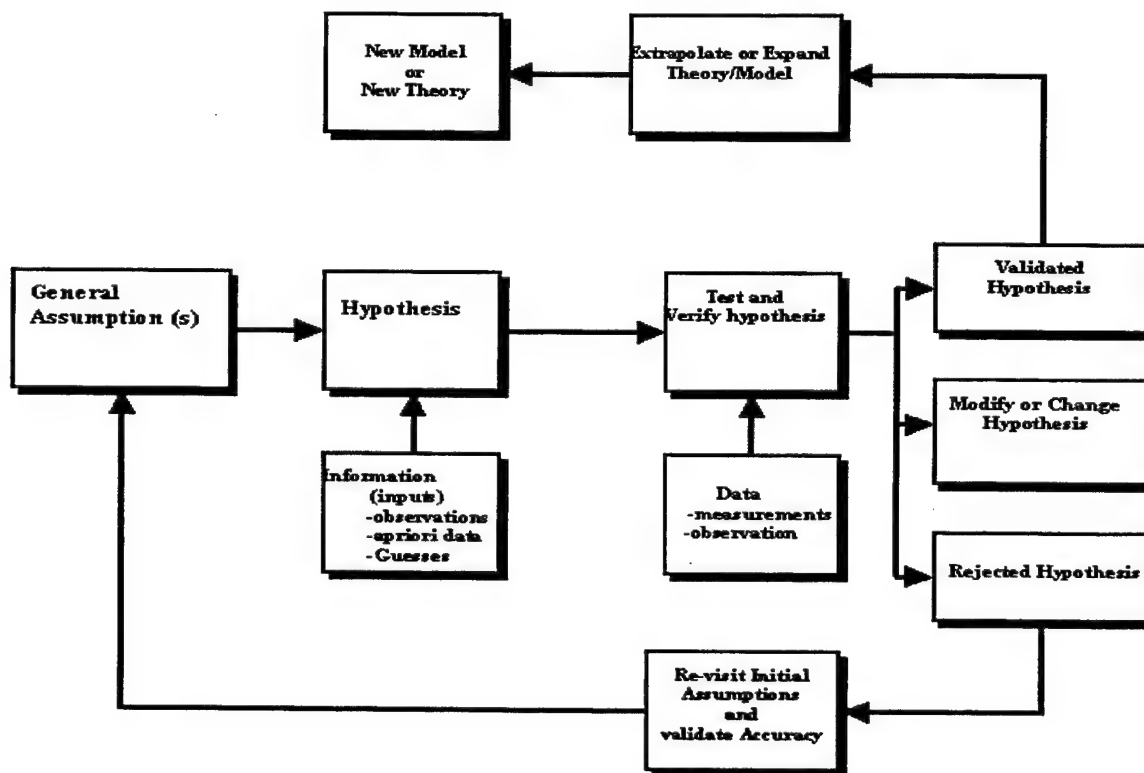 New Model
or
New Theory
Extrapolate or Expand
Theory/Model
General
Assumption (s)
Hypothesis
Test and
Verify hypothesis
Validated
Hypothesis
Modify or Change
Hypothesis
Rejected Hypothesis
Information
(inputs)
-observations
-apriori data
-Guesses
Data
-measurements
-observation
Re-visit Initial
Assumptions
and
validate Accuracy